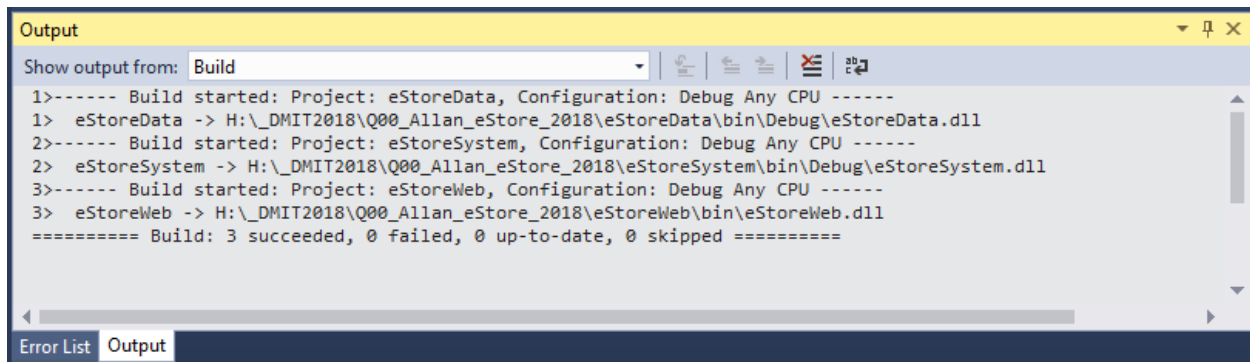 Output
Show output from: Build
1>------ Build started: Project: eStoreData, Configuration: Debug Any CPU ------
1>  eStoreData -> H:\_DMIT2018\Q00_Allan_eStore_2018\eStoreData\bin\Debug\eStoreData.dll
2>------ Build started: Project: eStoreSystem, Configuration: Debug Any CPU ------
2>  eStoreSystem -> H:\_DMIT2018\Q00_Allan_eStore_2018\eStoreSystem\bin\Debug\eStoreSystem.dll
3>------ Build started: Project: eStoreWeb, Configuration: Debug Any CPU ------
3>  eStoreWeb -> H:\_DMIT2018\Q00_Allan_eStore_2018\eStoreWeb\bin\eStoreWeb.dll
========== Build: 3 succeeded, 0 failed, 0 up-to-date, 0 skipped ==========
Error List Output